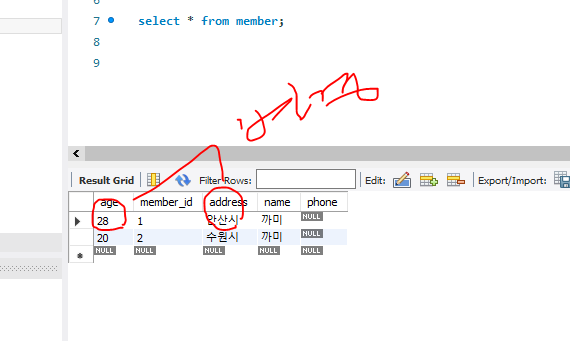 7 select * from member;
8
9
Result Grid Filter Rows: Edit: Export/Import:
age member_id address name phone
28 1 안산시 까미 NULL
20 2 수원시 까미 NULL
NULL NULL NULL NULL NULL